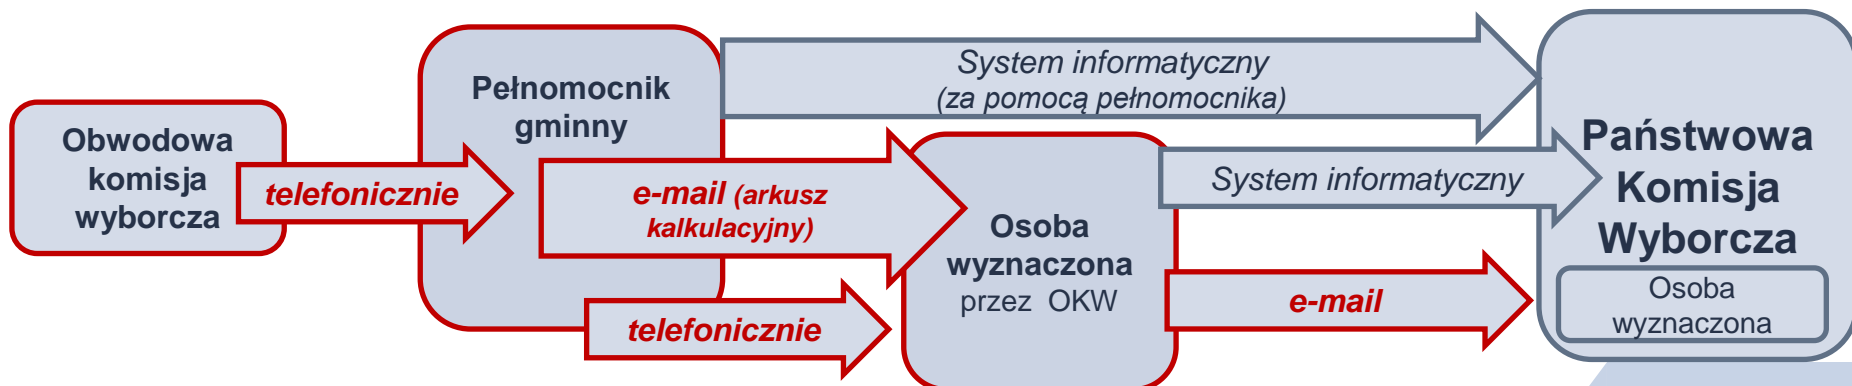 Obwodowa
komisja
wyborcza
telefonicznie
Pełnomocnik
gminny
e-mail (arkusz
kalkulacyjny)
telefonicznie
System informatyczny
(za pomocą pełnomocnika)
Osoba
wyznaczona
przez OKW
System informatyczny
e-mail
Państwowa
Komisja
Wyborcza
Osoba
wyznaczona